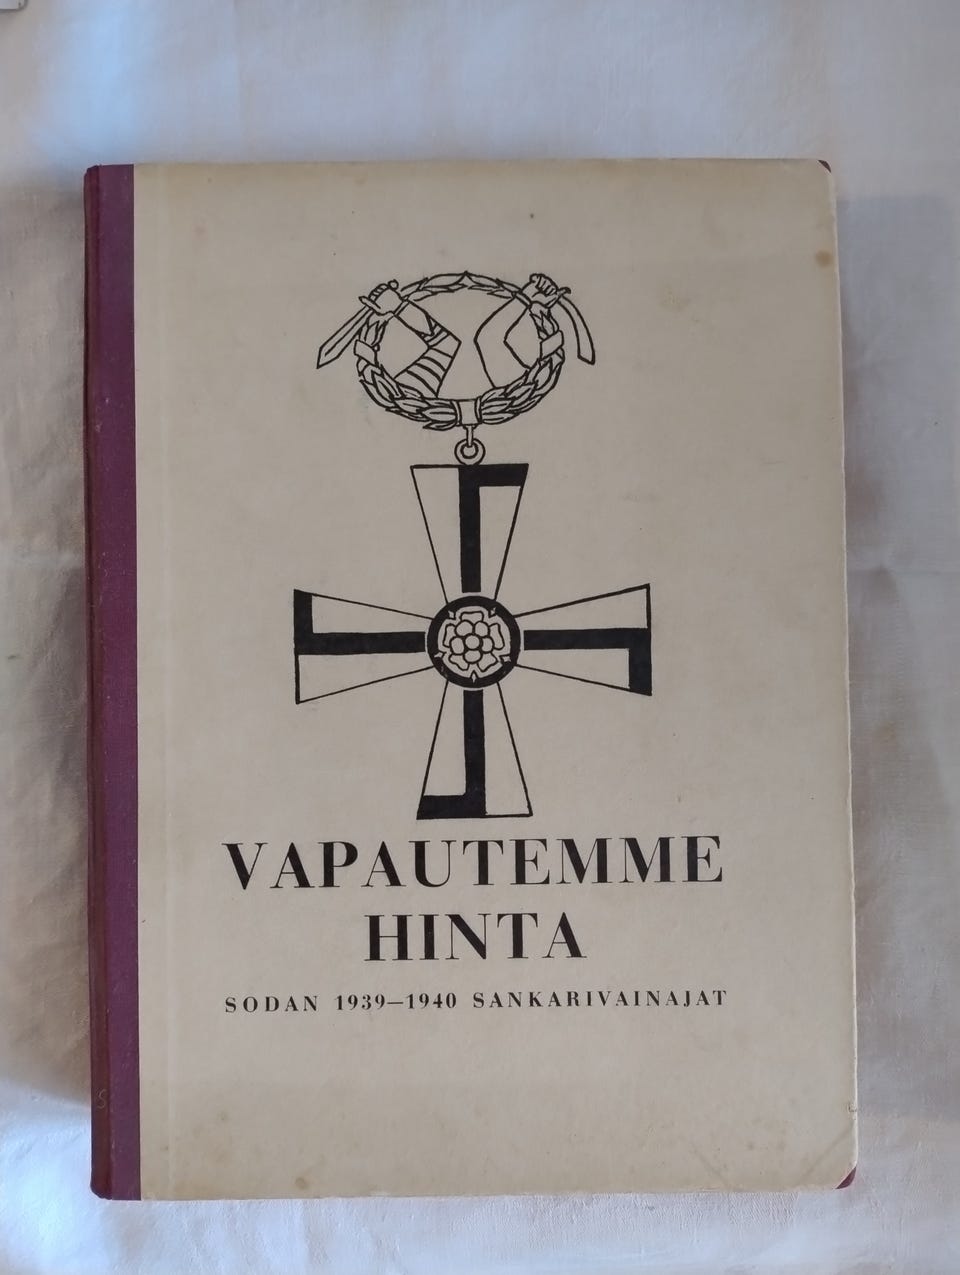 VAPAUTEMME
HINTA
SODAN 1939–1940 SANKARIVAINAJAT